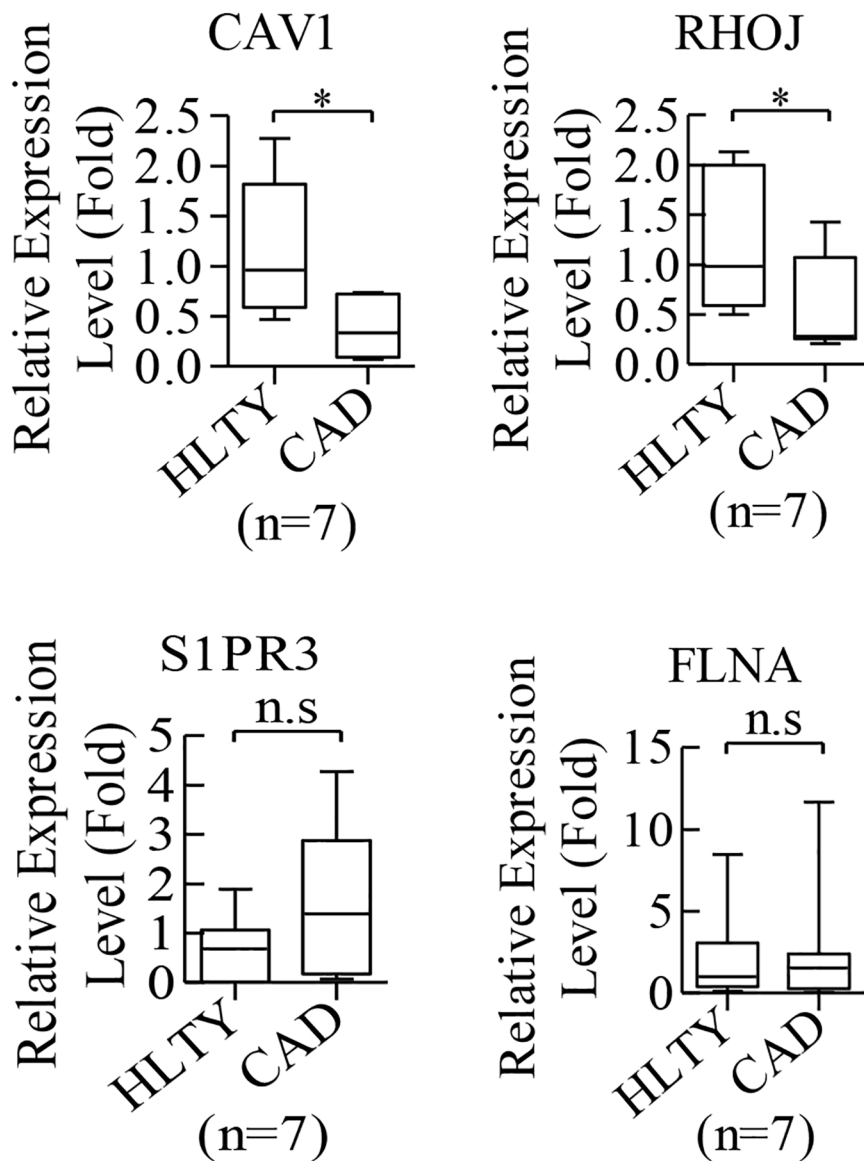 CAV1
Relative Expression
Level (Fold)
2.5
2.0
1.5
1.0
0.5
0.0
*
HLTY
CAD
(n=7)
RHOJ
Relative Expression
Level (Fold)
2.5
2.0
1.5
1.0
0.5
0.0
*
HLTY
CAD
(n=7)
S1PR3
Relative Expression
Level (Fold)
n.s
5
4
3
2
1
0
HLTY
CAD
(n=7)
FLNA
Relative Expression
Level (Fold)
n.s
15
10
5
0
HLTY
CAD
(n=7)